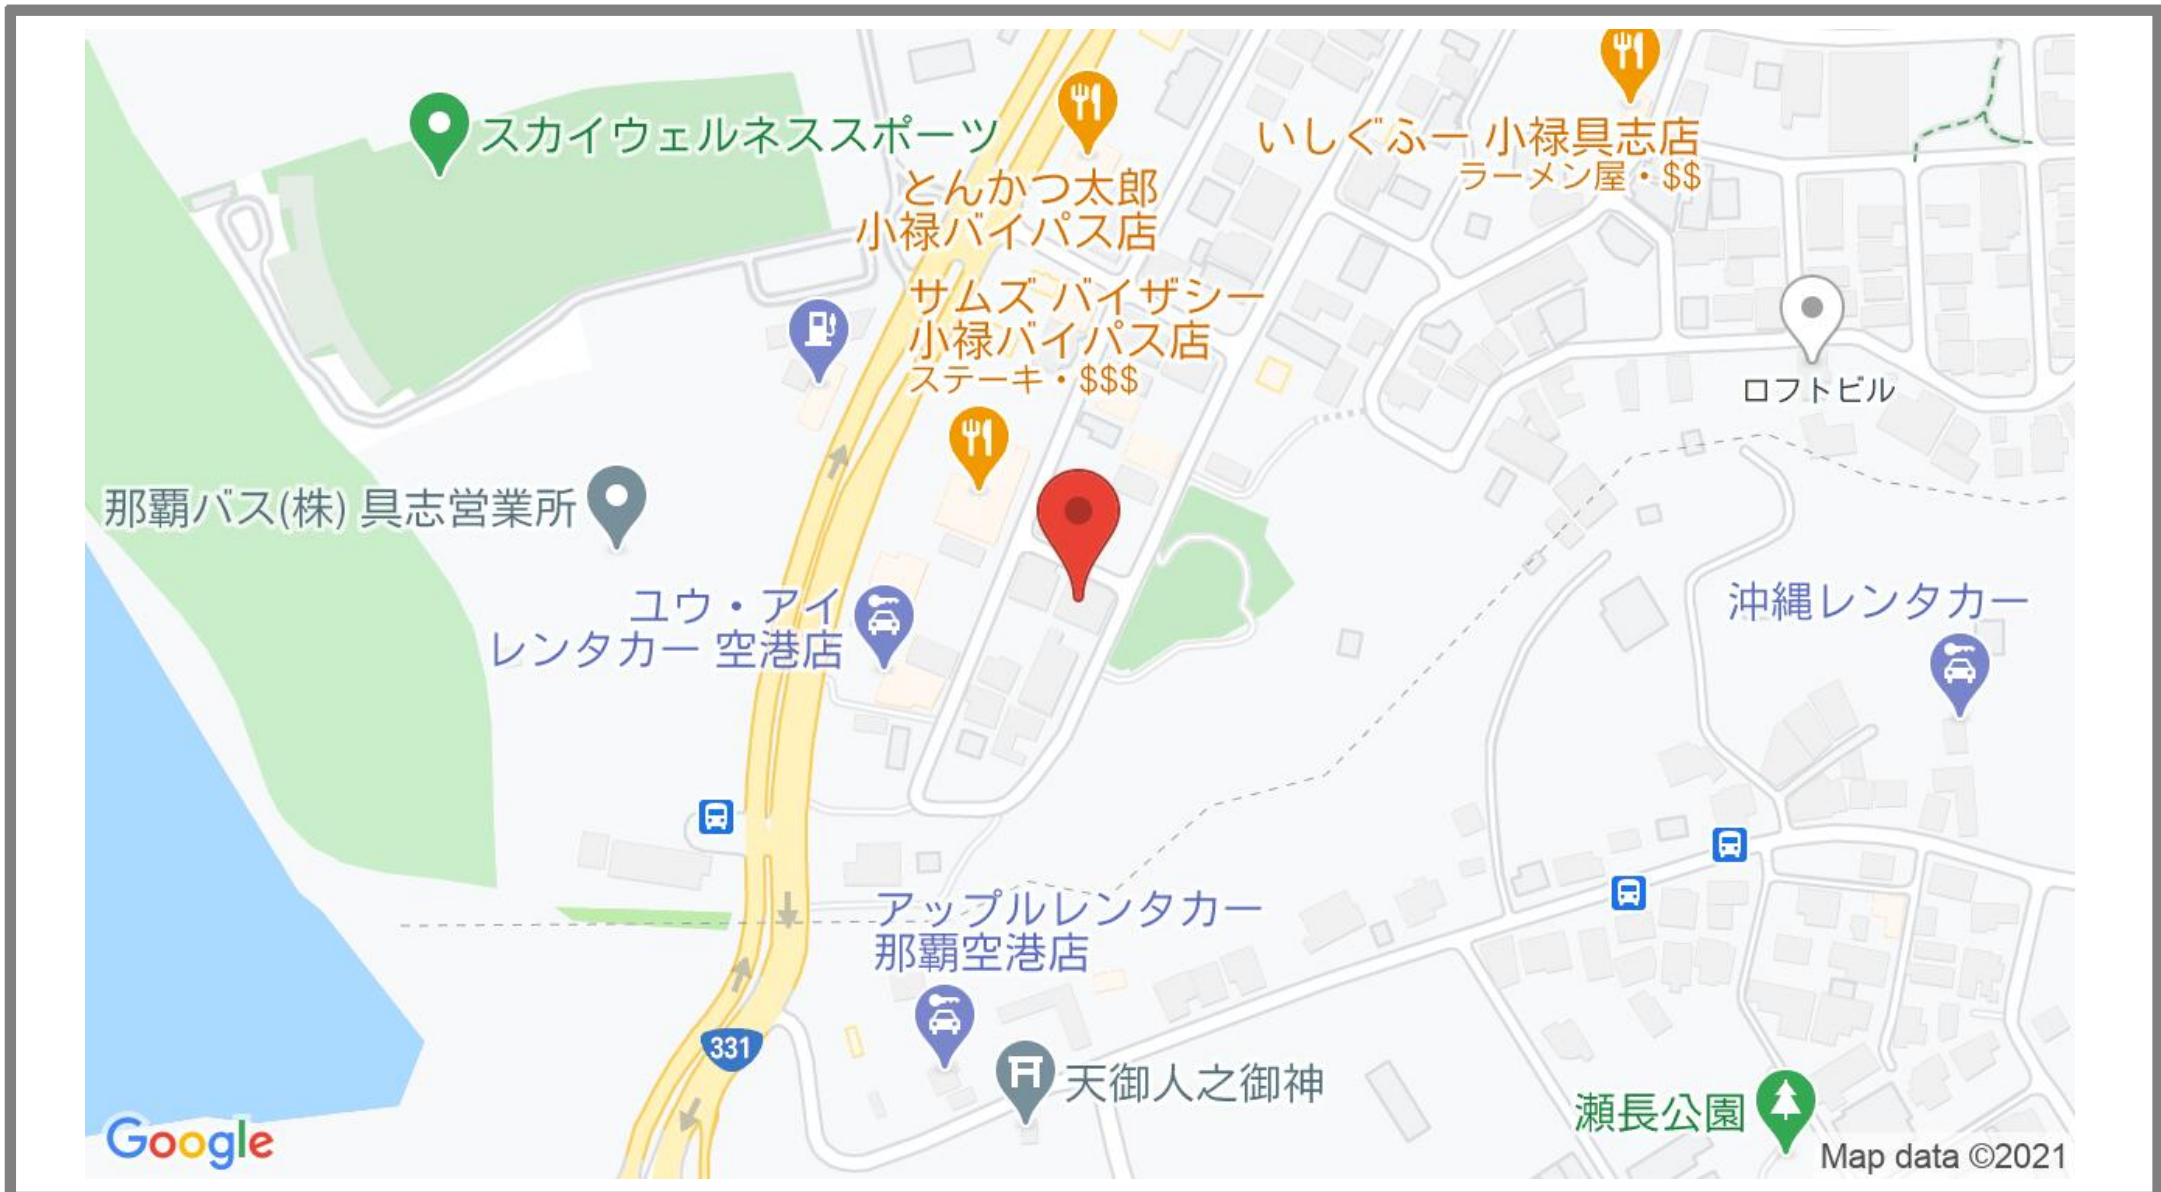 スカイウェルネススポーツ
とんかつ太郎
小禄バイパス店
いしぐふー 小禄具志店
ラーメン屋・$$
サムズ バイザシー
小禄バイパス店
ステーキ・$$$
ロフトビル
那覇バス(株) 具志営業所
ユウ・アイ
レンタカー 空港店
沖縄レンタカー
アップルレンタカー
那覇空港店
331
天御人之御神
瀬長公園
Google
Map data ©2021